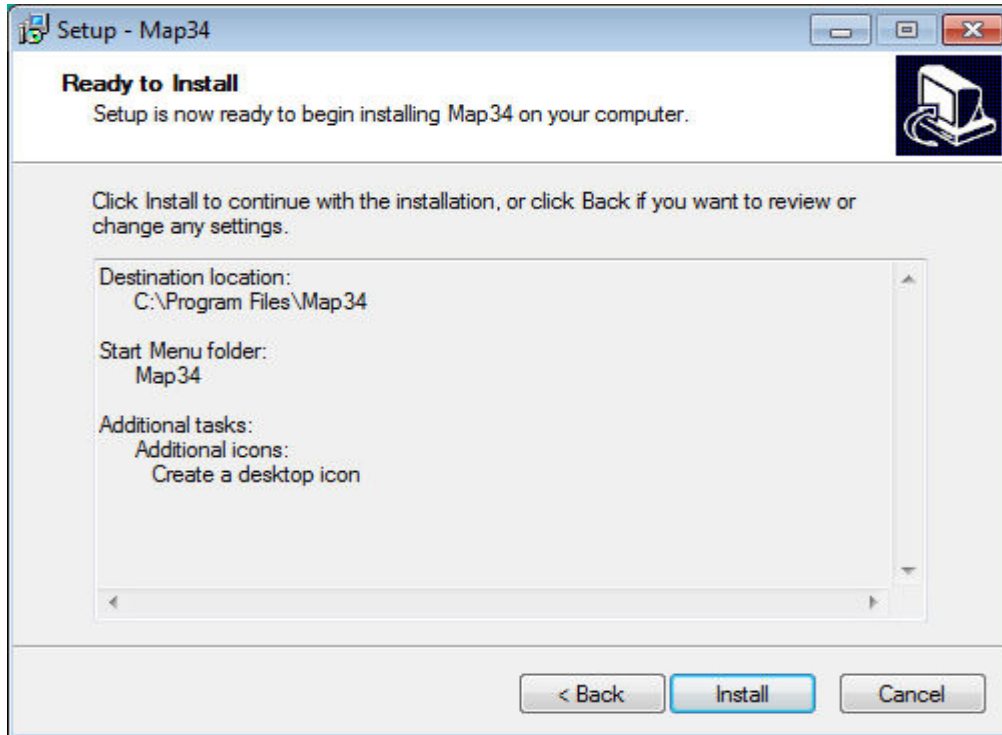 Setup - Map34
Ready to Install
Setup is now ready to begin installing Map34 on your computer.
Click Install to continue with the installation, or click Back if you want to review or
change any settings.
Destination location:
C:\Program Files\Map34
Start Menu folder:
Map34
Additional tasks:
Additional icons:
Create a desktop icon
< Back
Install
Cancel